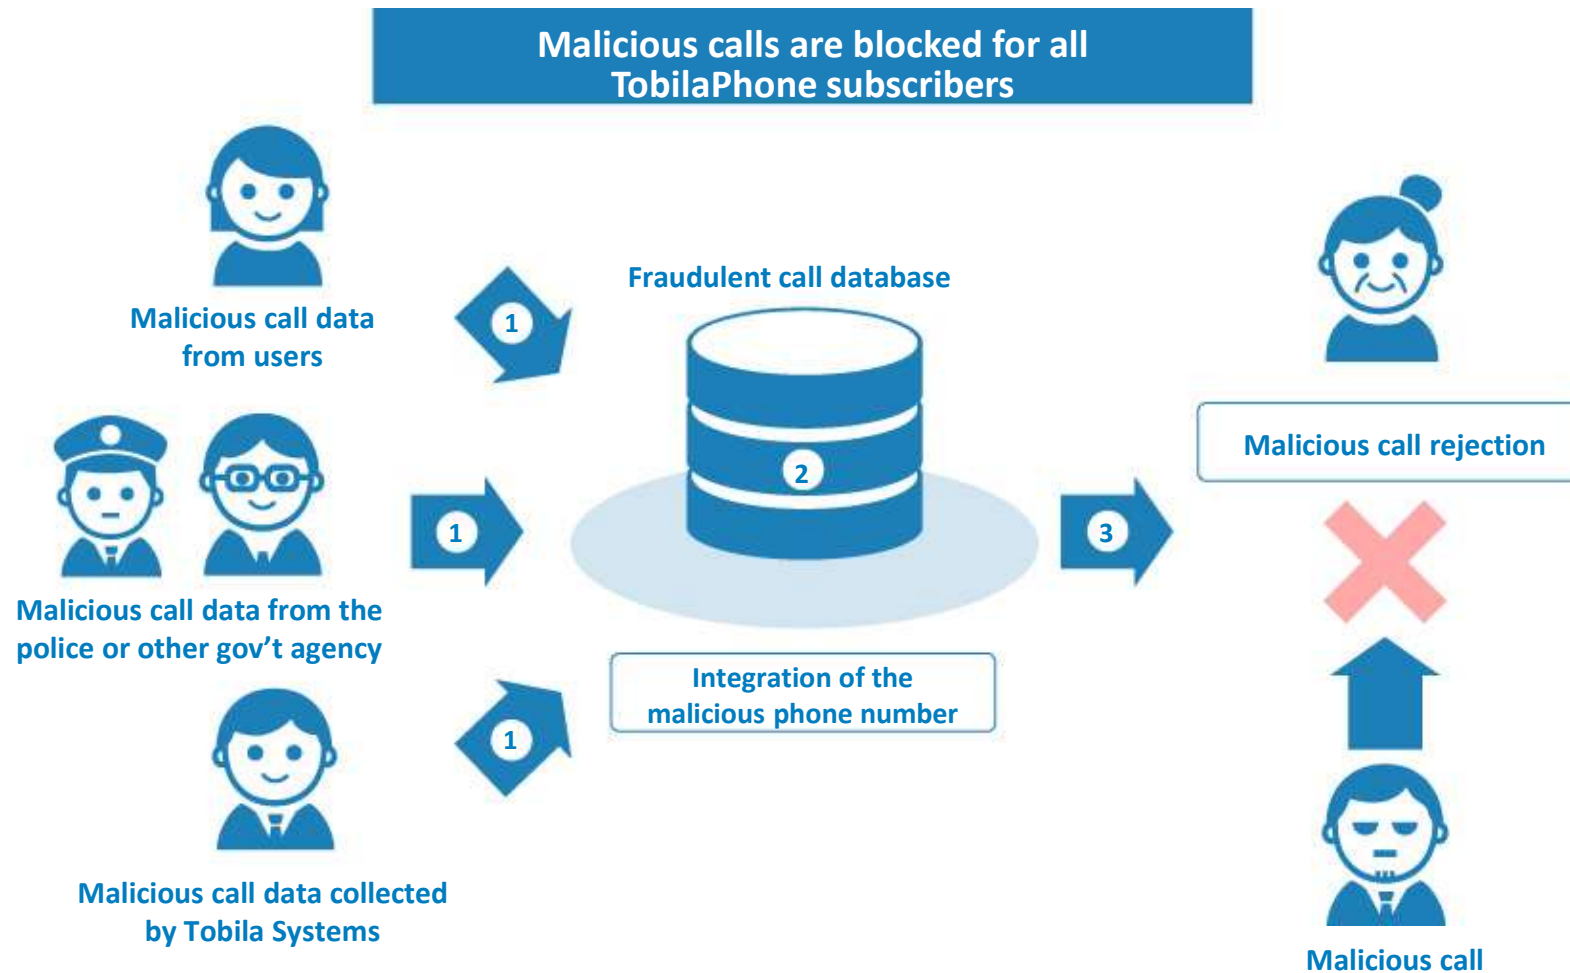 Malicious calls are blocked for all
TobilaPhone subscribers
Malicious call data
from users
1
Fraudulent call database
2
Malicious call data from the
police or other gov’t agency
1
Integration of the
malicious phone number
Malicious call data collected
by Tobila Systems
1
3
Malicious call rejection
Malicious call